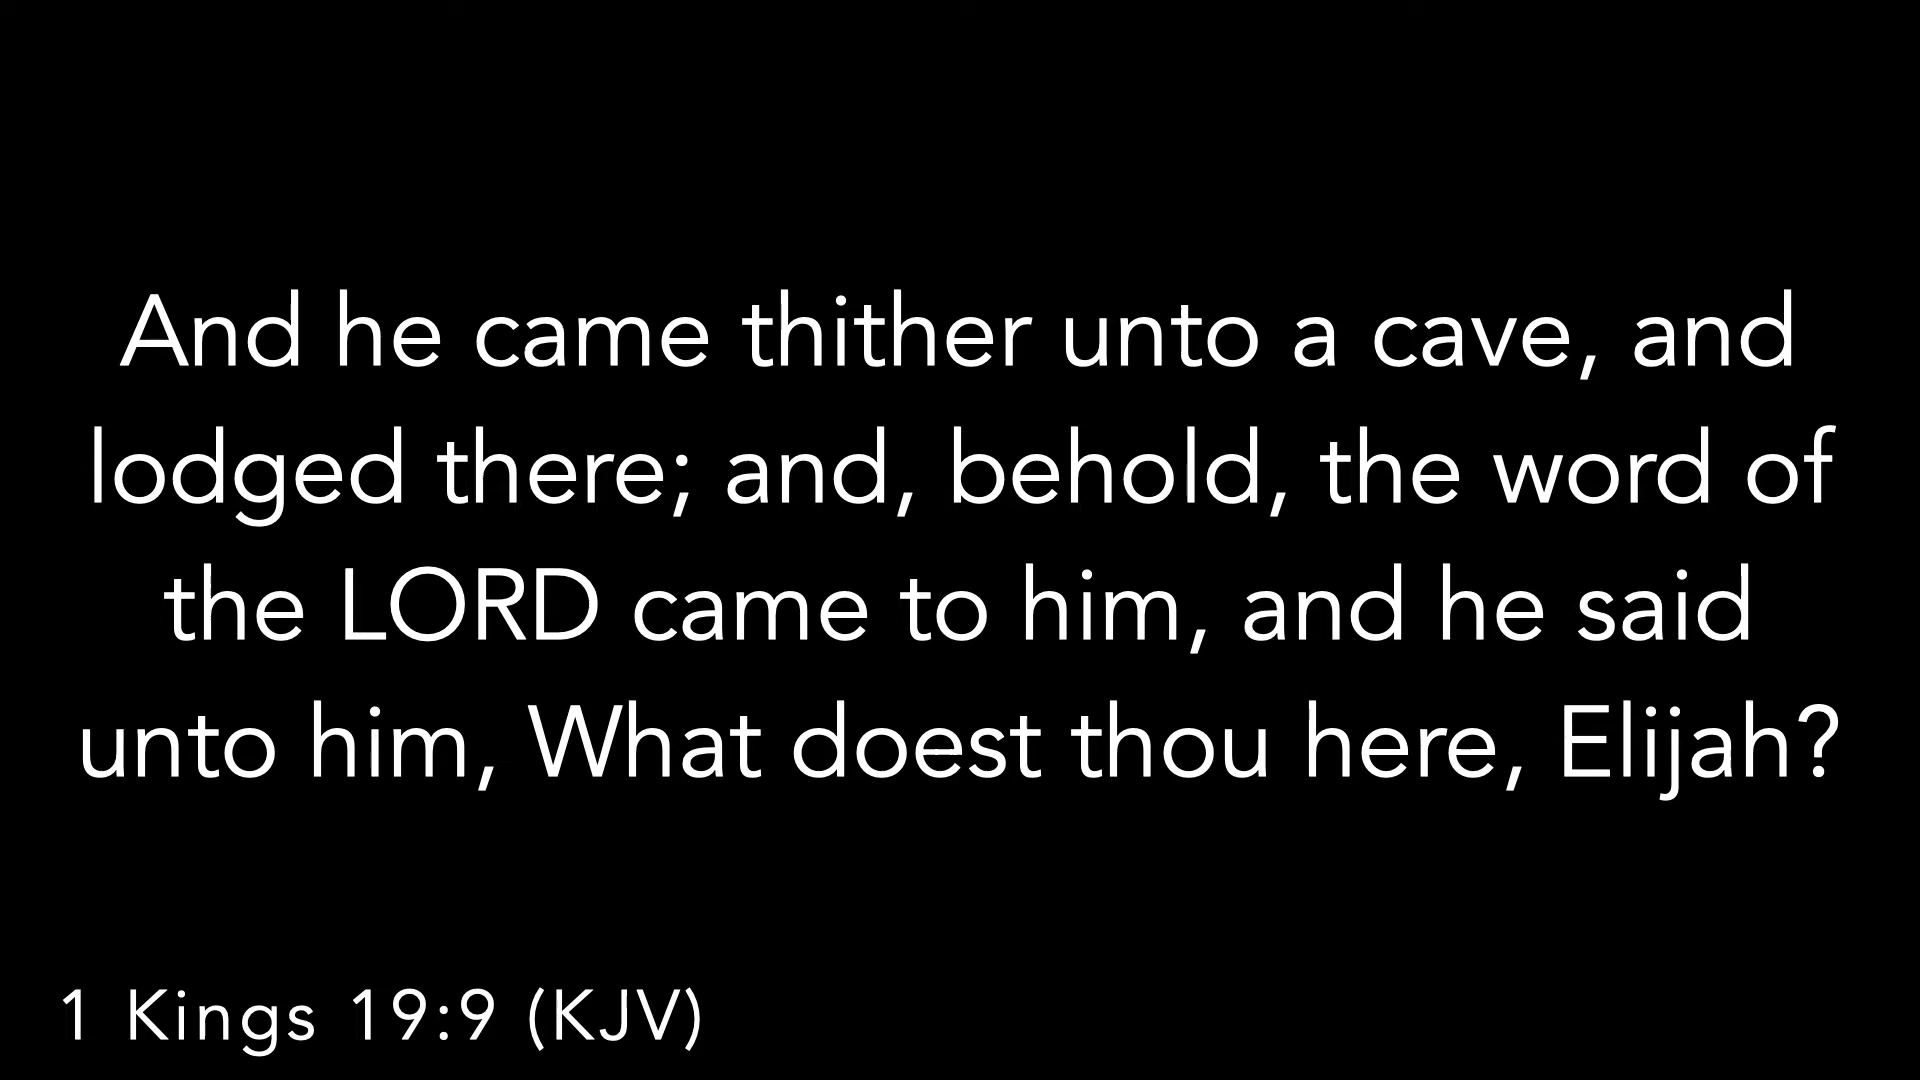 And he came thither unto a cave, and
lodged there; and, behold, the word of
the LORD came to him, and he said
unto him, What doest thou here, Elijah?
1 Kings 19:9 (KJV)